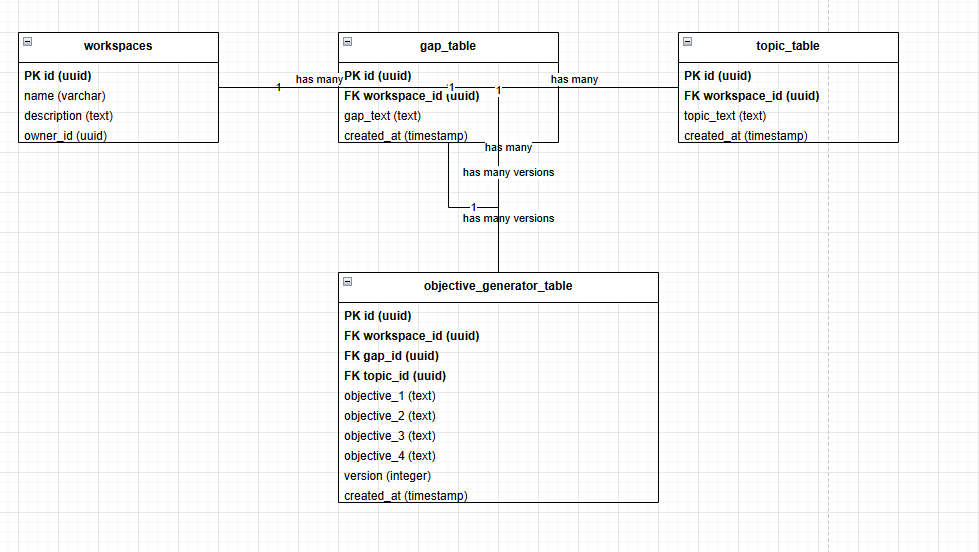 workspaces
PK id (uuid)
name (varchar)
description (text)
owner_id (uuid)
gap_table
PK id (uuid)
FK workspace_id (uuid)
gap_text (text)
created_at (timestamp)
topic_table
PK id (uuid)
FK workspace_id (uuid)
topic_text (text)
created_at (timestamp)
1
has many
1
1
has many
has many
has many versions
1
has many versions
objective_generator_table
PK id (uuid)
FK workspace_id (uuid)
FK gap_id (uuid)
FK topic_id (uuid)
objective_1 (text)
objective_2 (text)
objective_3 (text)
objective_4 (text)
version (integer)
created_at (timestamp)